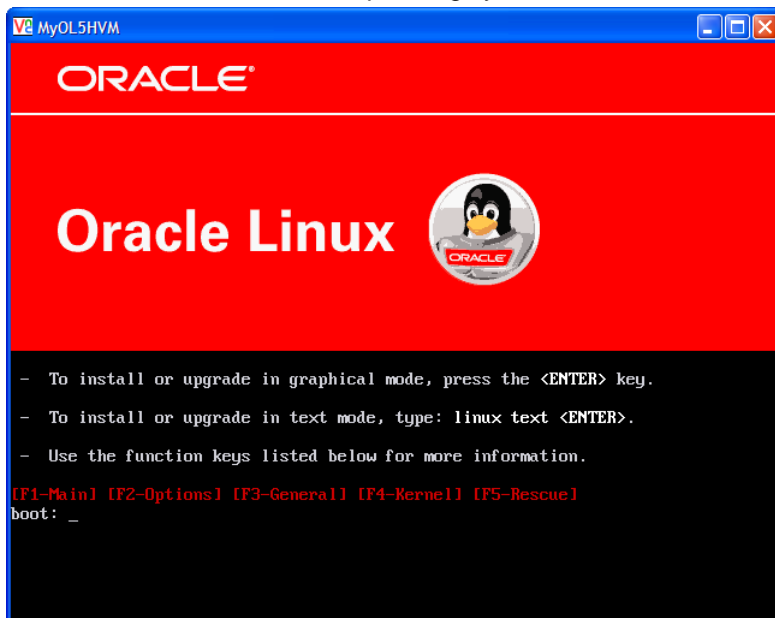 MyOL5HVM
ORACLE
Oracle Linux
ORACLE
- To install or upgrade in graphical mode, press the <ENTER> key.
- To install or upgrade in text mode, type: linux text <ENTER>.
- Use the function keys listed below for more information.
[F1-Main] [F2-Options] [F3-General] [F4-Kernel] [F5-Rescue]
boot: _